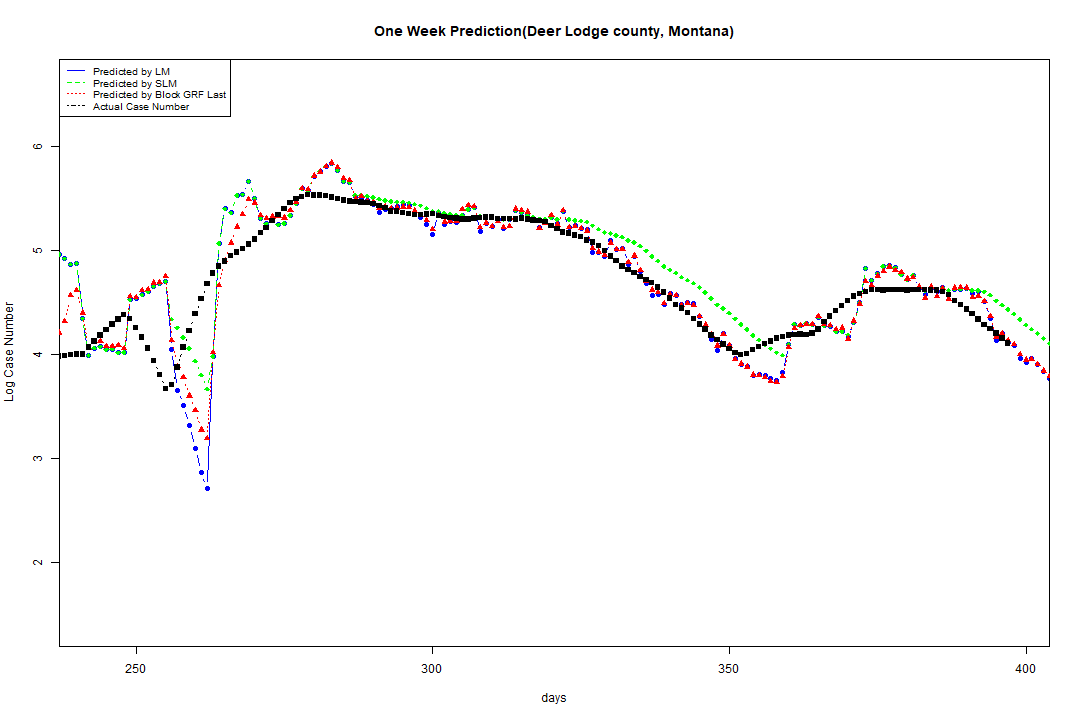 One Week Prediction(Deer Lodge county, Montana)
Predicted by LM
Predicted by SLM
Predicted by Block GRF Last
Actual Case Number
Log Case Number
6
5
4
3
2
250
300
350
400
days